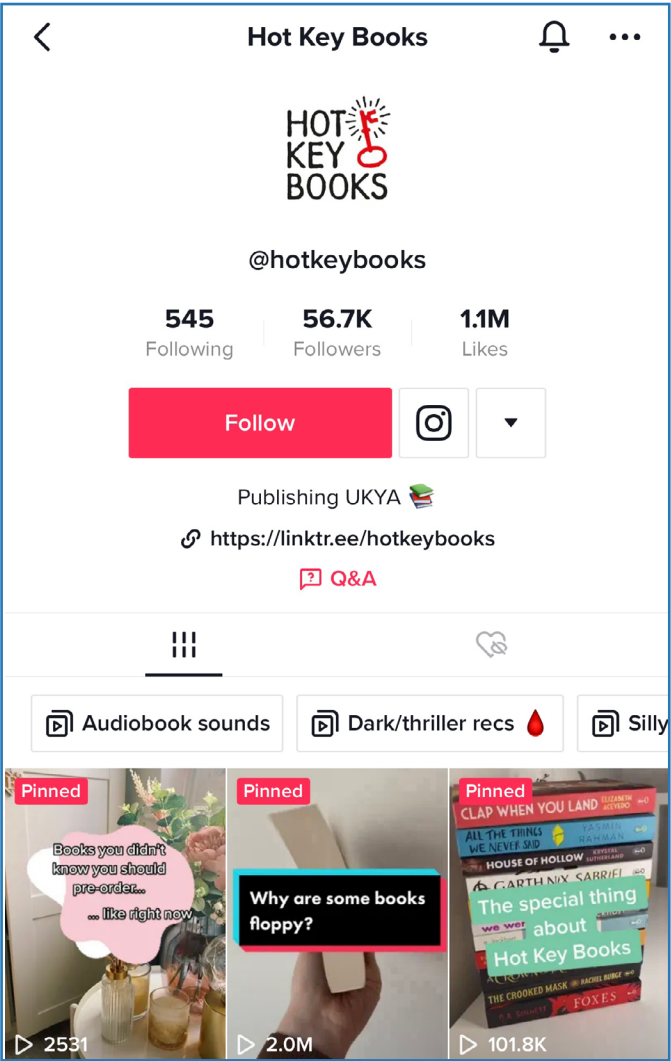 Hot Key Books
HOT
KEY
BOOKS
@hotkeybooks
545 56.7K 1.1M
Following Followers Likes
Follow
Publishing UKYA
https://linktr.ee/hotkeybooks
Q&A
Audiobook sounds Dark/thriller recs Silly
Pinned
Books you didn't
know you should
pre-order...
... like right now
2531
Pinned
Why are some books
floppy?
2.0M
Pinned
CLAP WHEN YOU LAND ELIZABETH ACEVEDO
ALL THE THINGS
WE NEVER SAID
YASMIN
RAHMAN
HOUSE OF HOLLOW KRYSTAL SUTHERLAND
GARTH NIX SABRIEL
The special thing
we wer
about
Hot Key Books
THE CROOKED MASK RACHEL BURGE
FOXES
101.8K